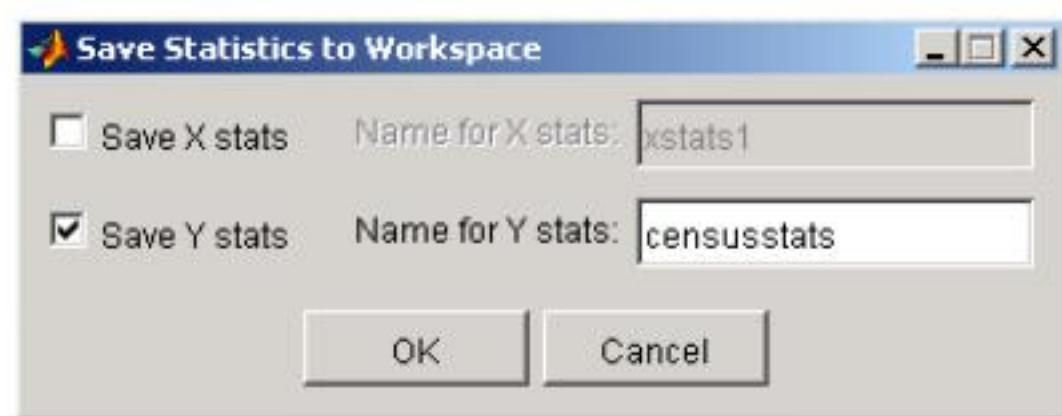 Save Statistics to Workspace
Save X stats Name for X stats: xstats1
Save Y stats Name for Y stats: censusstats
OK Cancel